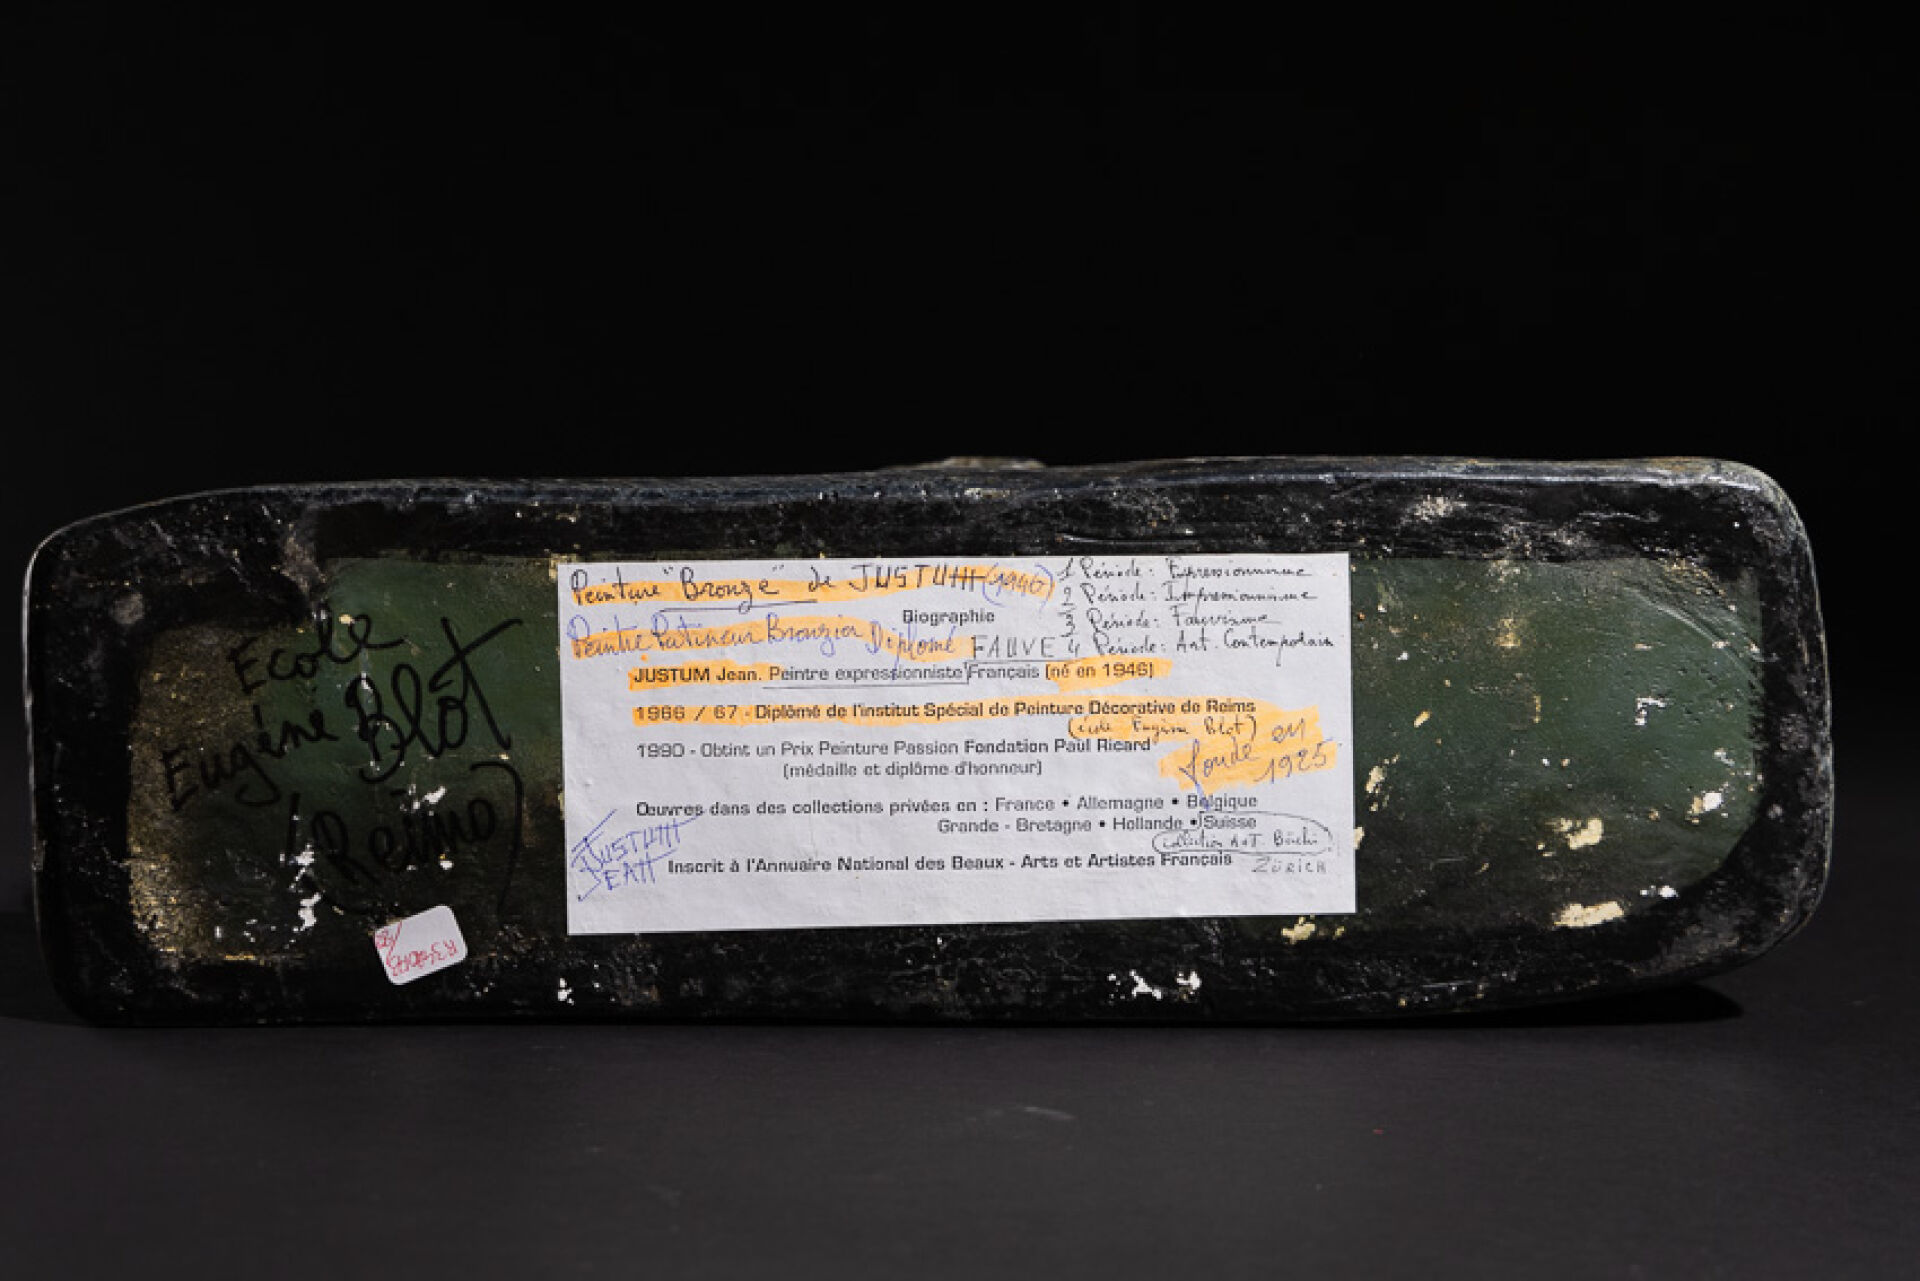 Ecole
Eugène Blot
(Reims)
Peinture "Bronze" de JUSTUM (1946)
Biographie
Peintre Patineur Bronzier Diplomé FAUVE
1 Période: Expressionnisme
2 Période: Impressionnisme
3 Période: Fauvisme
4 Période: Art. Contemporain
JUSTUM Jean. Peintre expressionniste Français (né en 1946)
1966 / 67 - Diplômé de l'institut Spécial de Peinture Décorative de Reims
(école Eugène Blot)
fondé en
1925
1990 - Obtint un Prix Peinture Passion Fondation Paul Ricard
(médaille et diplôme d'honneur)
Œuvres dans des collections privées en : France • Allemagne • Belgique
Grande - Bretagne • Hollande • Suisse
Collection
ZÜRICH
JUSTUM
JEAN
Inscrit à l'Annuaire National des Beaux - Arts et Artistes Français